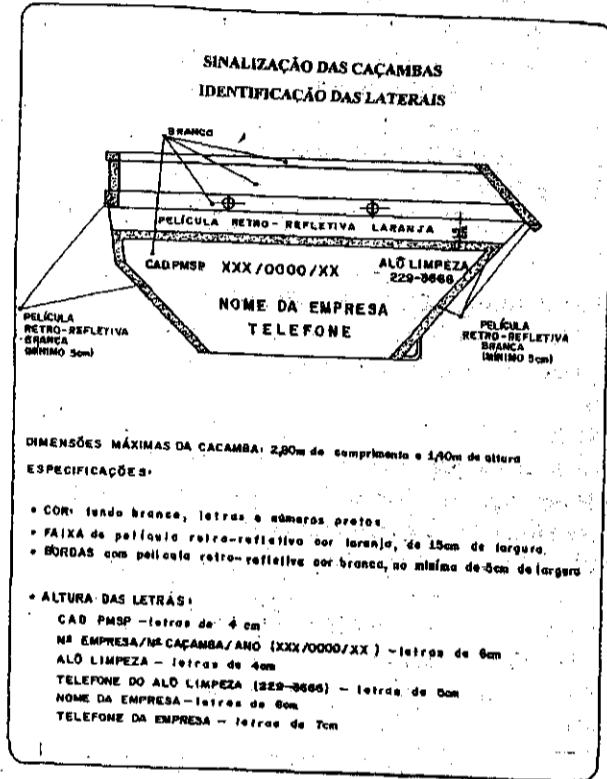 SINALIZAÇÃO DAS CAÇAMBAS
IDENTIFICAÇÃO DAS LATERAIS
BRANCO
PELÍCULA RETRO-REFLETIVA LARANJA
CAD.PMSP XXX/0000/XX
ALÔ LIMPEZA
229-3666
NOME DA EMPRESA
TELEFONE
PELÍCULA
RETRO-REFLETIVA
BRANCA
(MÍNIMO 5cm)
PELÍCULA
RETRO-REFLETIVA
BRANCA
(MÍNIMO 5cm)
DIMENSÕES MÁXIMAS DA CACAMBA: 2,80m de comprimento e 1,40m de altura
ESPECIFICAÇÕES:
• COR: fundo branco, letras e números pretos
• FAIXA de película retro-refletiva cor laranja, de 15cm de largura.
• BORDAS com película retro-refletiva cor branca, no mínimo de 5cm de largura
• ALTURA DAS LETRAS:
CAD PMSP - letras de 4 cm
Nº EMPRESA/Nº CAÇAMBA/ANO (XXX/0000/XX) - letras de 6cm
ALÔ LIMPEZA - letras de 4cm
TELEFONE DO ALÔ LIMPEZA (229-3666) - letras de 5cm
NOME DA EMPRESA - letras de 6cm
TELEFONE DA EMPRESA - letras de 7cm